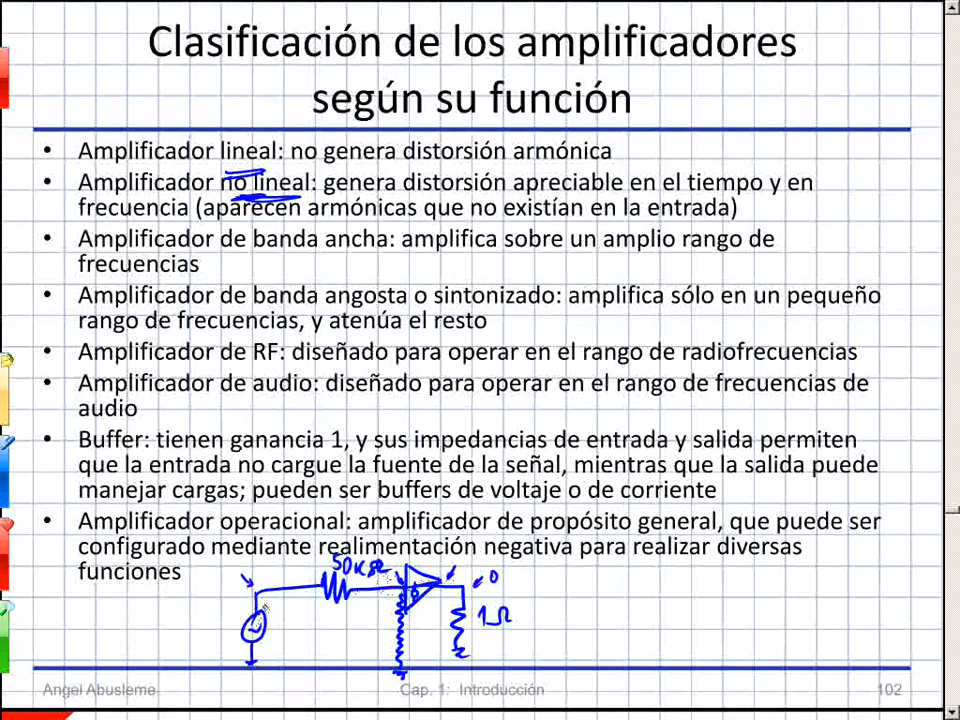 Clasificación de los amplificadores
según su función
• Amplificador lineal: no genera distorsión armónica
• Amplificador no lineal: genera distorsión apreciable en el tiempo y en
frecuencia (aparecen armónicas que no existían en la entrada)
• Amplificador de banda ancha: amplifica sobre un amplio rango de
frecuencias
• Amplificador de banda angosta o sintonizado: amplifica sólo en un pequeño
rango de frecuencias, y atenúa el resto
• Amplificador de RF: diseñado para operar en el rango de radiofrecuencias
• Amplificador de audio: diseñado para operar en el rango de frecuencias de
audio
• Buffer: tienen ganancia 1, y sus impedancias de entrada y salida permiten
que la entrada no cargue la fuente de la señal, mientras que la salida puede
manejar cargas; pueden ser buffers de voltaje o de corriente
• Amplificador operacional: amplificador de propósito general, que puede ser
configurado mediante realimentación negativa para realizar diversas
funciones
50KΩ
0
1Ω
Angel Abusleme
Cap. 1: Introducción
102